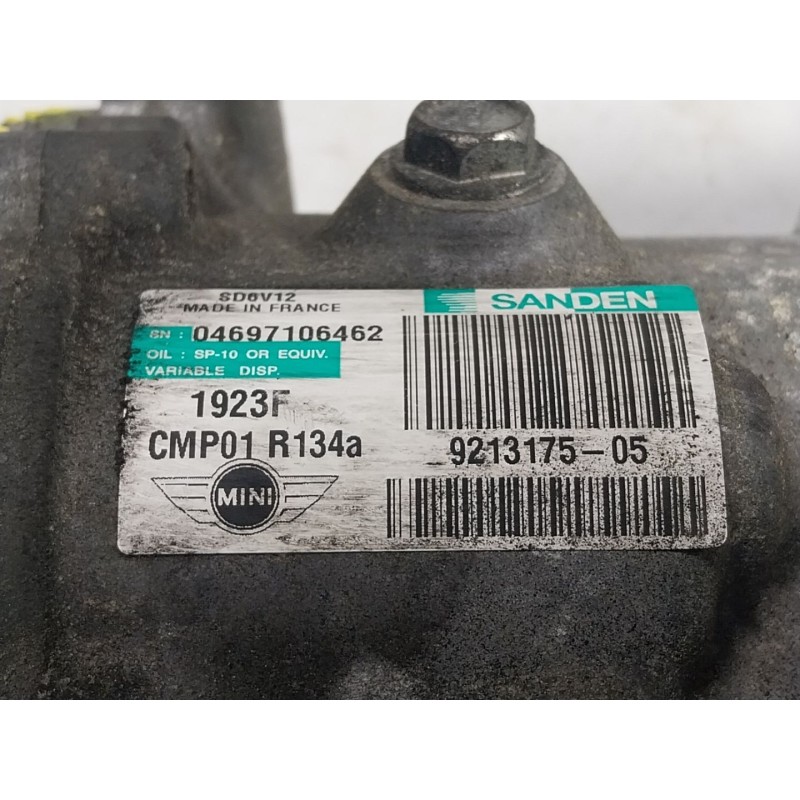 SD6V12
MADE IN FRANCE
SANDEN
SN : 04697106462
OIL : SP-10 OR EQUIV.
VARIABLE DISP.
1923F
CMP01 R134a
9213175-05
MINI